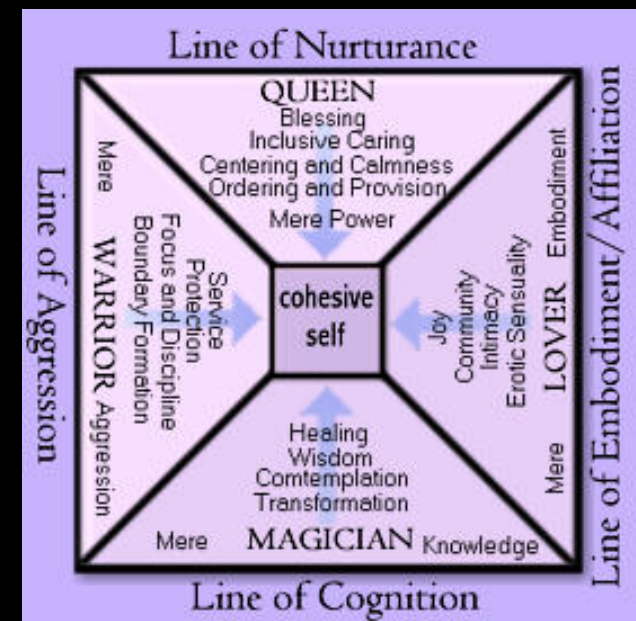 Line of Nurturance
QUEEN
Blessing
Inclusive Caring
Centering and Calmness
Ordering and Provision
Mere Power
Line of Aggression
Mere WARRIOR Aggression
Boundary Formation
Focus and Discipline
Protection
Service
cohesive
self
Joy
Community
Intimacy
Erotic Sensuality
Mere LOVER Embodiment
Line of Embodiment/Affiliation
Healing
Wisdom
Comtemplation
Transformation
Mere MAGICIAN Knowledge
Line of Cognition